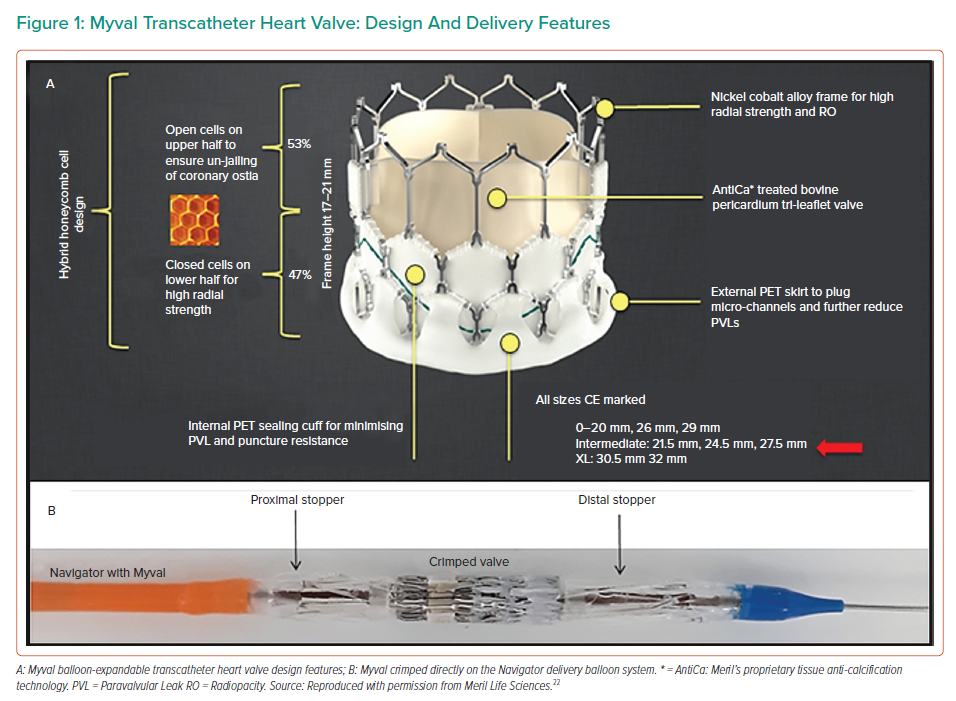 Figure 1: Myval Transcatheter Heart Valve: Design And Delivery Features
A
Hybrid honeycomb cell
design
Open cells on
upper half to
ensure un-jailing
of coronary ostia
53%
Closed cells on
lower half for
high radial
strength
47%
Frame height 17–21 mm
Nickel cobalt alloy frame for high
radial strength and RO
AntiCa* treated bovine
pericardium tri-leaflet valve
External PET skirt to plug
micro-channels and further reduce
PVLs
Internal PET sealing cuff for minimising
PVL and puncture resistance
All sizes CE marked
0–20 mm, 26 mm, 29 mm
Intermediate: 21.5 mm, 24.5 mm, 27.5 mm
XL: 30.5 mm 32 mm
B
Proximal stopper
Distal stopper
Navigator with Myval
Crimped valve
A: Myval balloon-expandable transcatheter heart valve design features; B: Myval crimped directly on the Navigator delivery balloon system. * = AntiCa: Meril's proprietary tissue anti-calcification
technology. PVL = Paravalvular Leak RO = Radiopacity. Source: Reproduced with permission from Meril Life Sciences.22